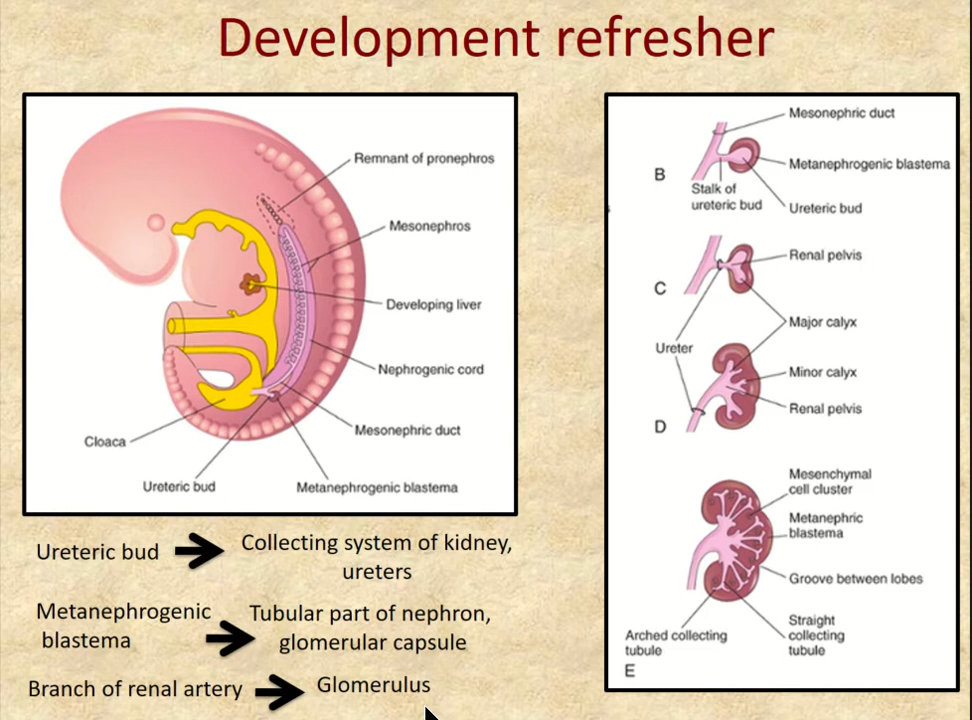 Development refresher
Remnant of pronephros
Mesonephros
Developing liver
Nephrogenic cord
Mesonephric duct
Cloaca
Ureteric bud
Metanephrogenic blastema
Mesonephric duct
Metanephrogenic blastema
B
Stalk of
ureteric bud
Ureteric bud
Renal pelvis
C
Major calyx
Ureter
Minor calyx
Renal pelvis
D
Mesenchymal
cell cluster
Metanephric
blastema
Groove between lobes
Straight
collecting
tubule
Arched collecting
tubule
E
Ureteric bud
Collecting system of kidney,
ureters
Metanephrogenic
blastema
Tubular part of nephron,
glomerular capsule
Branch of renal artery
Glomerulus